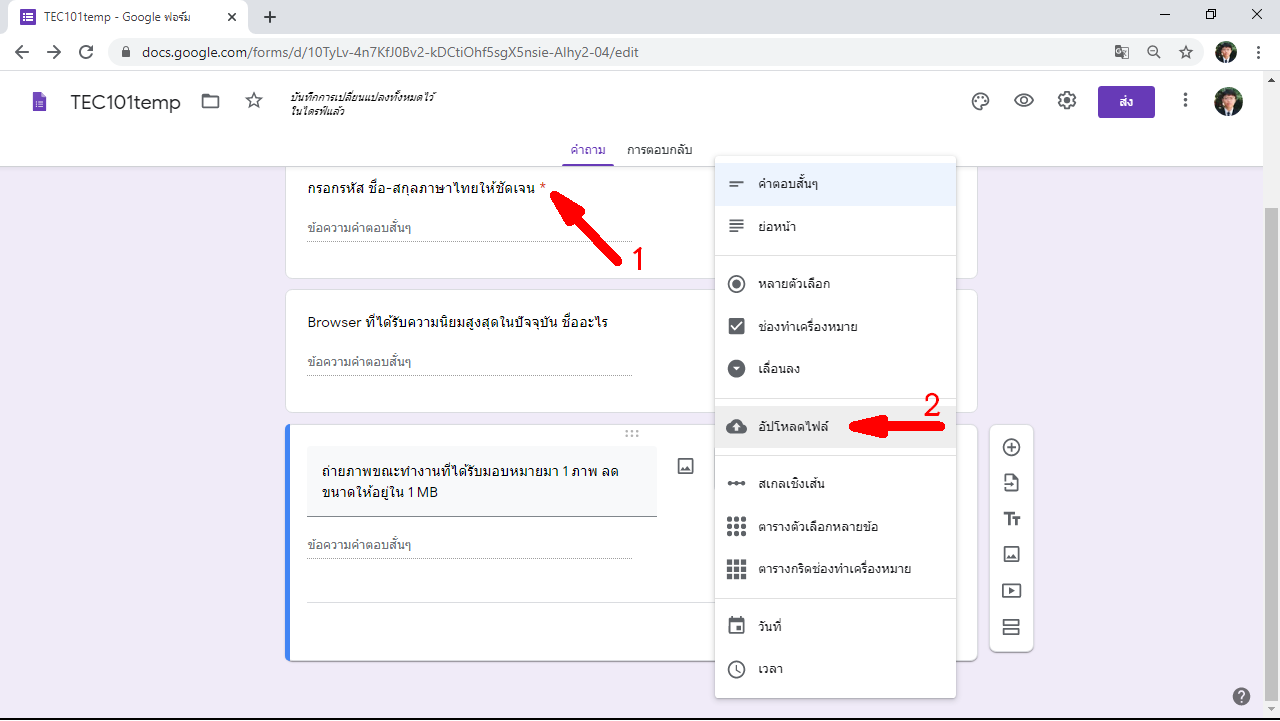 TEC101temp - Google ฟอร์ม
docs.google.com/forms/d/10TyLv-4n7KfJ0Bv2-kDCtiOhf5sgX5nsie-Alhy2-04/edit
TEC101temp
บันทึกการเปลี่ยนแปลงทั้งหมดไว้
ในไดรฟ์แล้ว
ส่ง
คำถาม
การตอบกลับ
กรอกรหัส ชื่อ-สกุลภาษาไทยให้ชัดเจน *
ข้อความคำตอบสั้นๆ
1
Browser ที่ได้รับความนิยมสูงสุดในปัจจุบัน ชื่ออะไร
ข้อความคำตอบสั้นๆ
ถ่ายภาพขณะทำงานที่ได้รับมอบหมายมา 1 ภาพ ลด
ขนาดให้อยู่ใน 1 MB
ข้อความคำตอบสั้นๆ
คำตอบสั้นๆ
ย่อหน้า
หลายตัวเลือก
ช่องทำเครื่องหมาย
เลื่อนลง
2
อัปโหลดไฟล์
สเกลเชิงเส้น
ตารางตัวเลือกหลายข้อ
ตารางกริดช่องทำเครื่องหมาย
วันที่
เวลา